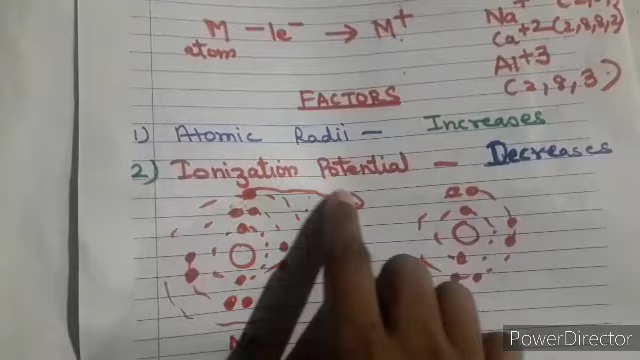 M – 1e⁻ → M⁺
atom
Na⁺
Ca+2 (2,8,8,2)
Al+3
(2,8,3)
FACTORS
1) Atomic Radii – Increases
2) Ionization Potential – Decreases
PowerDirector